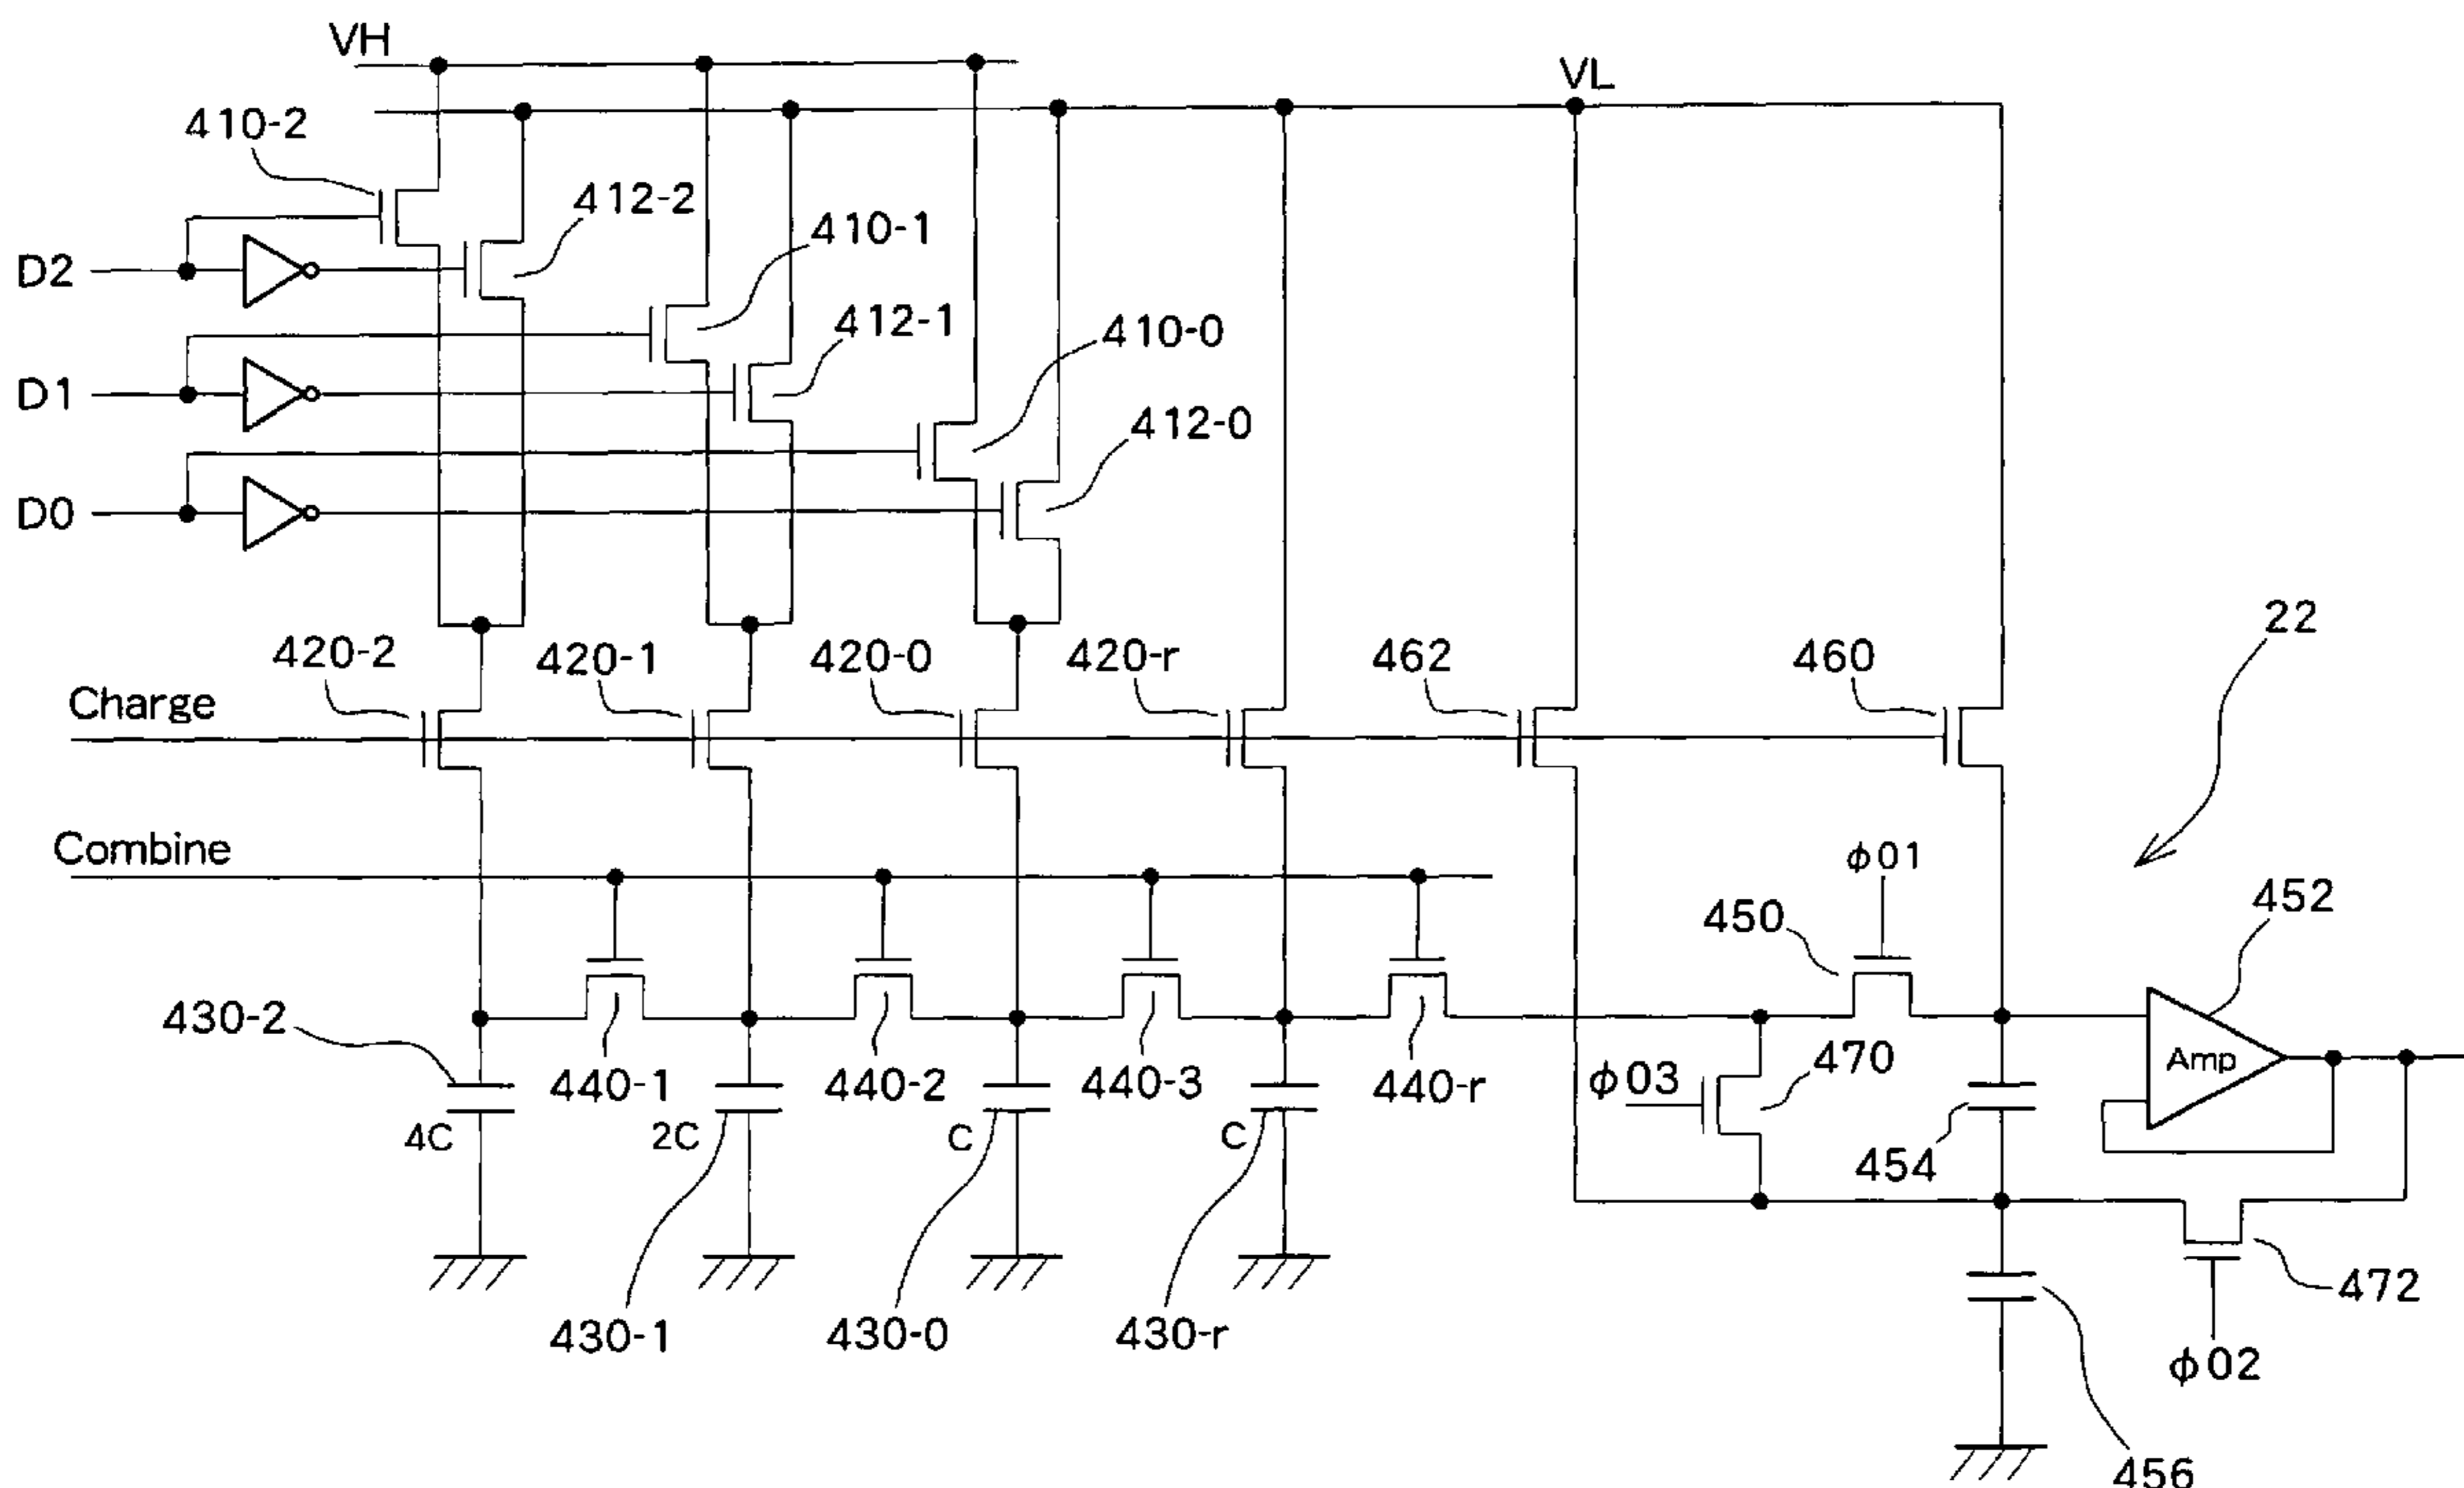 VH
VL
410-2
412-2
410-1
D2
412-1
410-0
D1
412-0
D0
22
420-2
420-1
420-0
420-r
462
460
Charge
Combine
φ01
452
450
430-2
440-1
440-2
440-3
440-r
φ03
470
Amp
4C
2C
C
C
454
472
430-1
430-0
430-r
φ02
456